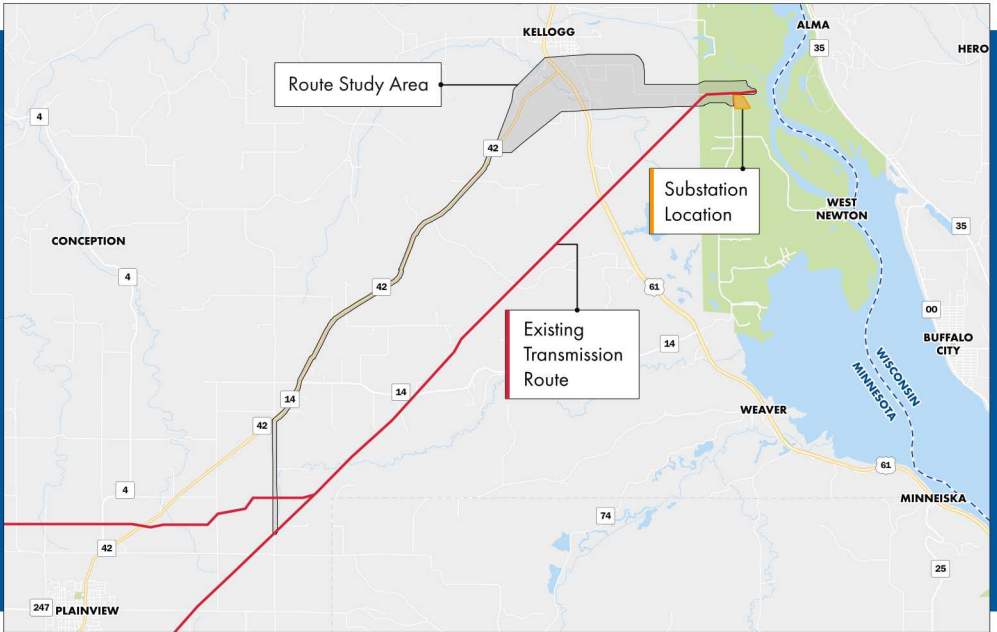 KELLOGG
ALMA
35
HERO
Route Study Area
4
42
Substation
Location
WEST
NEWTON
35
CONCEPTION
4
42
61
00
Existing
Transmission
Route
14
BUFFALO
CITY
WISCONSIN
MINNESOTA
14
14
WEAVER
42
61
4
MINNEISKA
74
42
25
247
PLAINVIEW